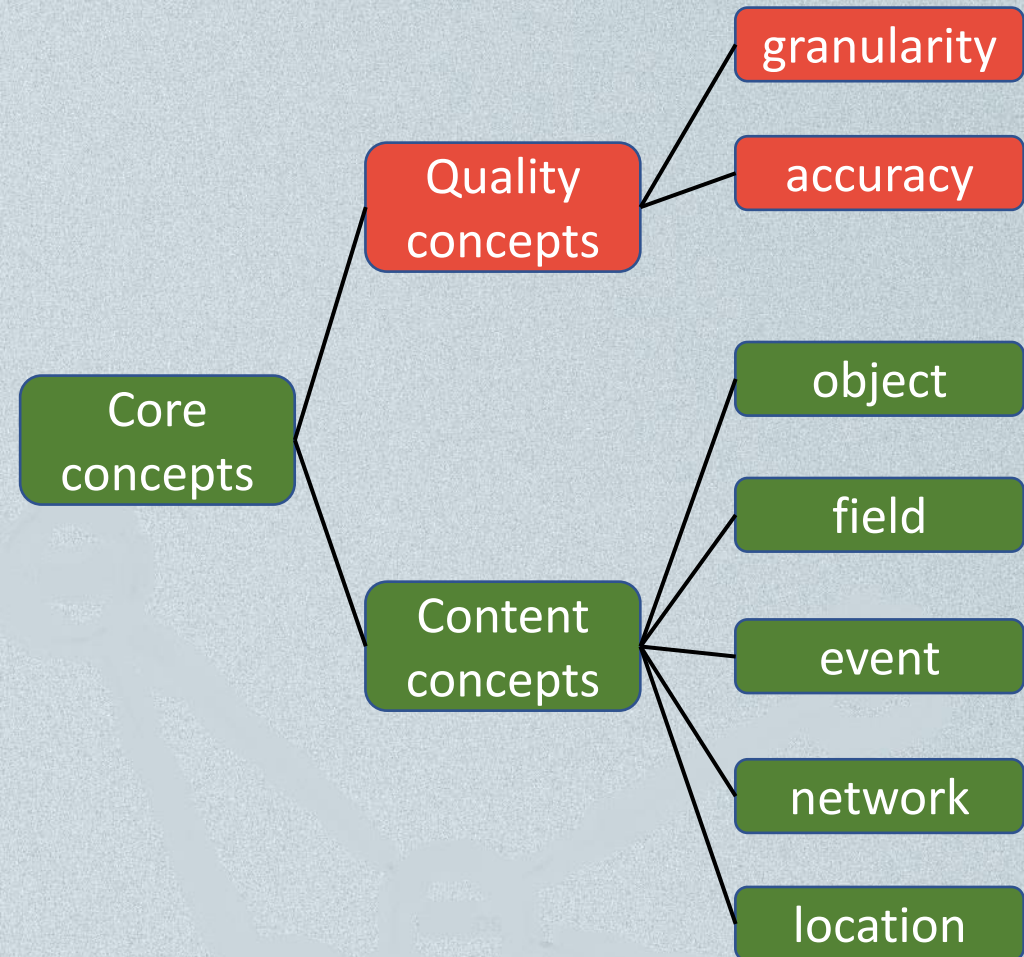 granularity
accuracy
Quality
concepts
Core
concepts
object
field
Content
concepts
event
network
location